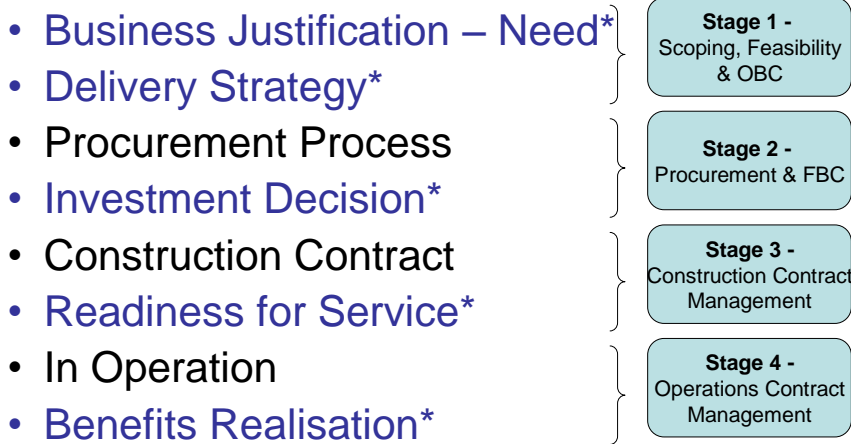 • Business Justification – Need*
• Delivery Strategy*
• Procurement Process
• Investment Decision*
• Construction Contract
• Readiness for Service*
• In Operation
• Benefits Realisation*
Stage 1 -
Scoping, Feasibility
& OBC
Stage 2 -
Procurement & FBC
Stage 3 -
Construction Contract
Management
Stage 4 -
Operations Contract
Management